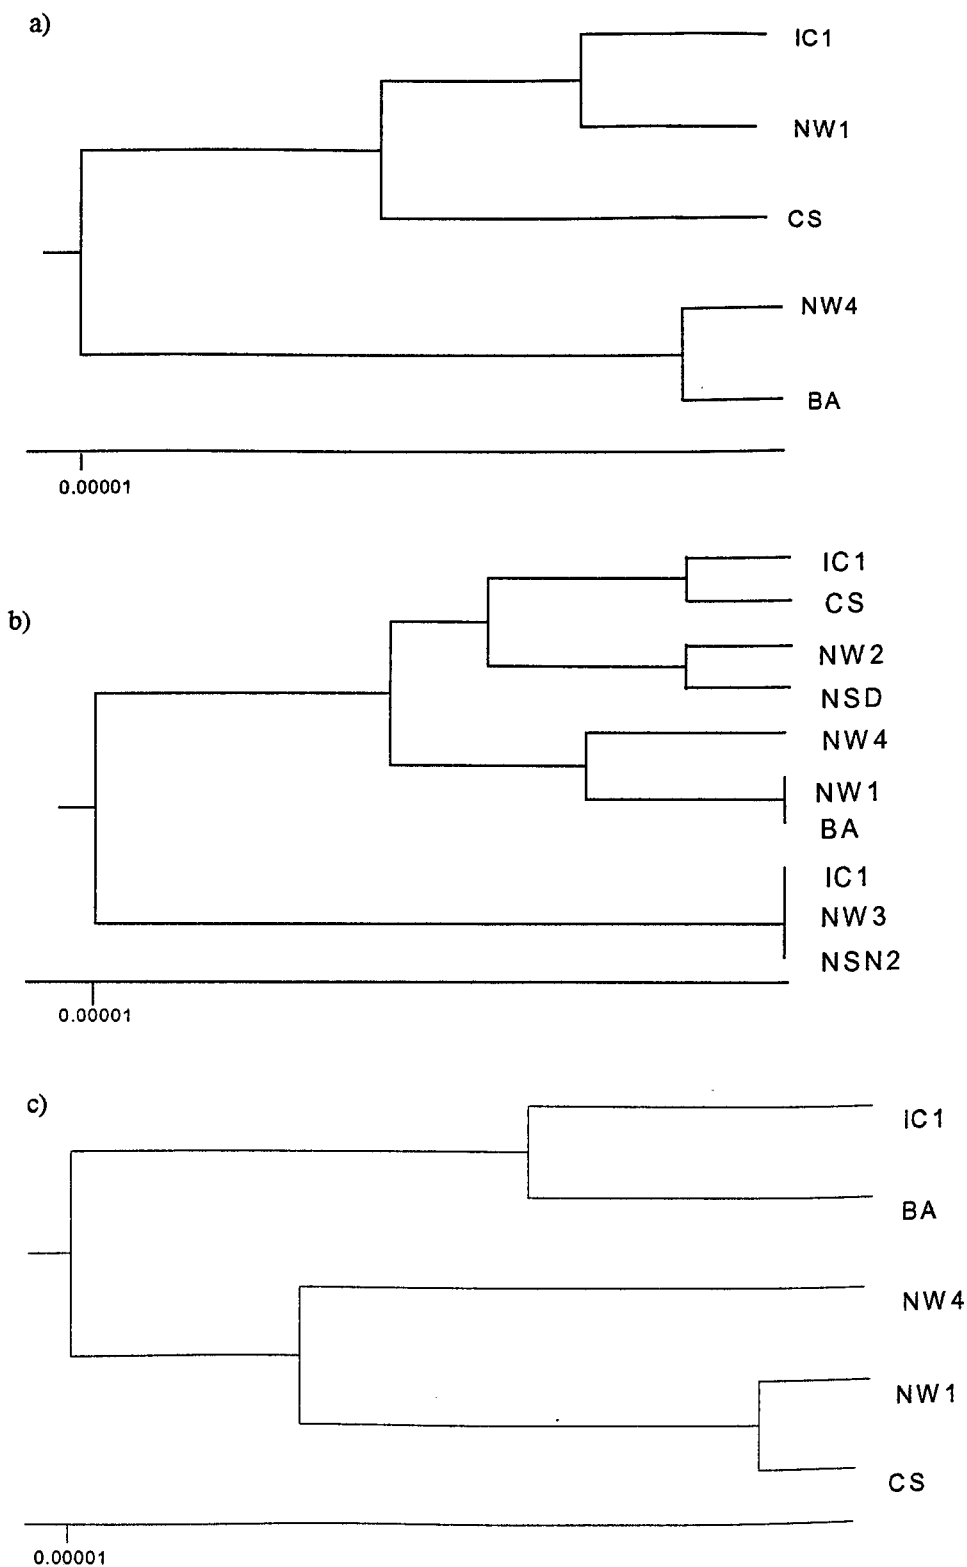 a)
IC1
NW1
CS
NW4
BA
0.00001
b)
IC1
CS
NW2
NSD
NW4
NW1
BA
IC1
NW3
NSN2
0.00001
c)
IC1
BA
NW4
NW1
CS
0.00001